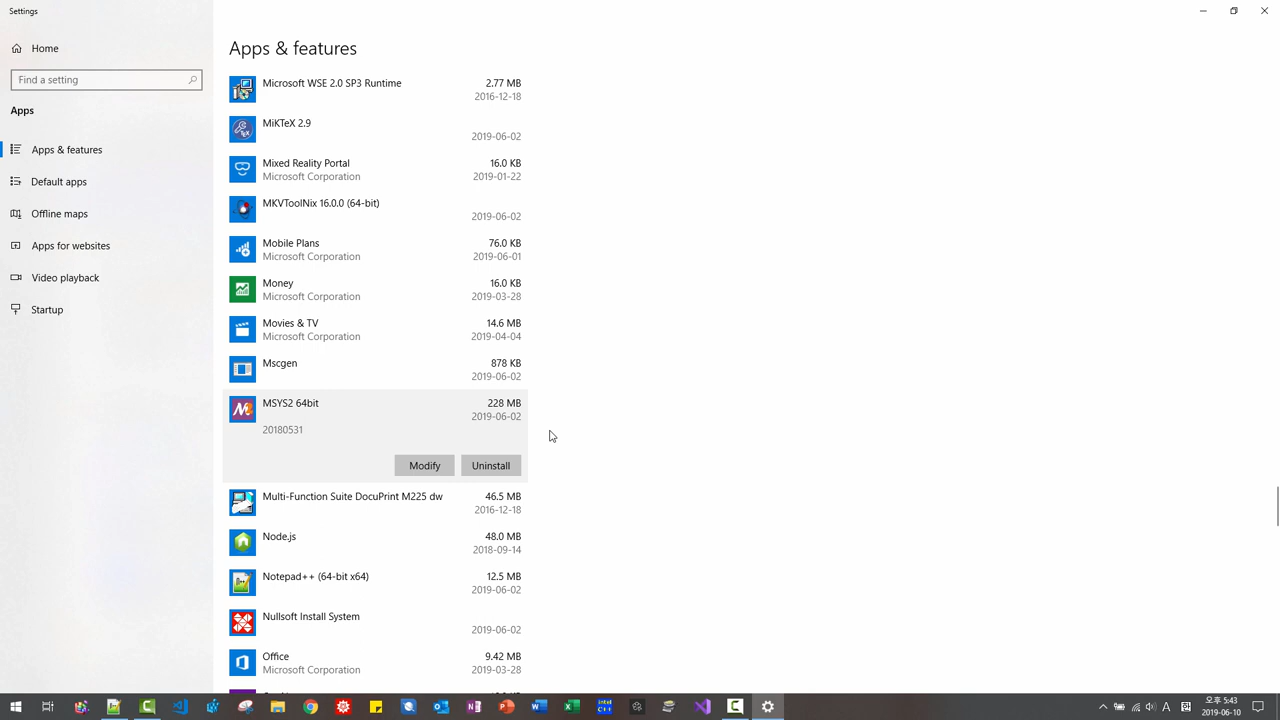 Settings
Home
Find a setting
Apps
Apps & features
Default apps
Offline maps
Apps for websites
Video playback
Startup
Apps & features
Microsoft WSE 2.0 SP3 Runtime 2.77 MB
2016-12-18
MiKTeX 2.9
2019-06-02
Mixed Reality Portal 16.0 KB
Microsoft Corporation 2019-01-22
MKVToolNix 16.0.0 (64-bit)
2019-06-02
Mobile Plans 76.0 KB
Microsoft Corporation 2019-06-01
Money 16.0 KB
Microsoft Corporation 2019-03-28
Movies & TV 14.6 MB
Microsoft Corporation 2019-04-04
Mscgen 878 KB
2019-06-02
MSYS2 64bit 228 MB
2019-06-02
20180531
Modify Uninstall
Multi-Function Suite DocuPrint M225 dw 46.5 MB
2016-12-18
Node.js 48.0 MB
2018-09-14
Notepad++ (64-bit x64) 12.5 MB
2019-06-02
Nullsoft Install System
2019-06-02
Office 9.42 MB
Microsoft Corporation 2019-03-28
오후 5:43
2019-06-10